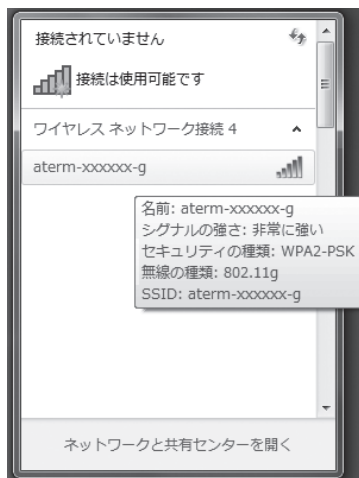 接続されていません
接続は使用可能です
ワイヤレス ネットワーク接続 4
aterm-xxxxxx-g
名前: aterm-xxxxxx-g
シグナルの強さ: 非常に強い
セキュリティの種類: WPA2-PSK
無線の種類: 802.11g
SSID: aterm-xxxxxx-g
ネットワークと共有センターを開く